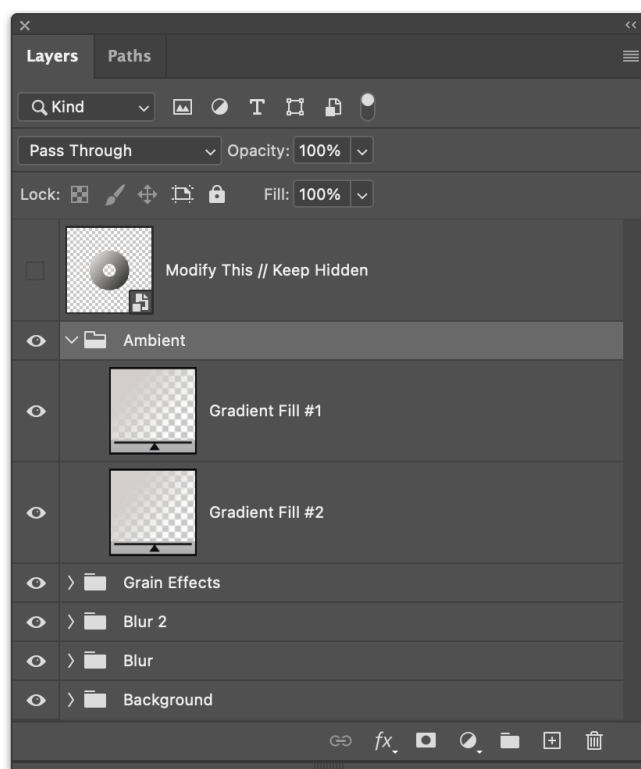 Layers Paths
Kind
Pass Through Opacity: 100%
Lock: Fill: 100%
Modify This // Keep Hidden
Ambient
Gradient Fill #1
Gradient Fill #2
Grain Effects
Blur 2
Blur
Background
fx